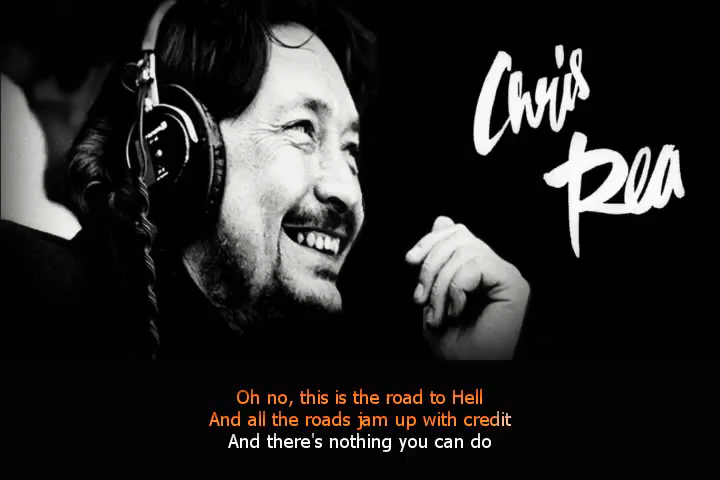 Chris
Rea
Oh no, this is the road to Hell
And all the roads jam up with credit
And there's nothing you can do